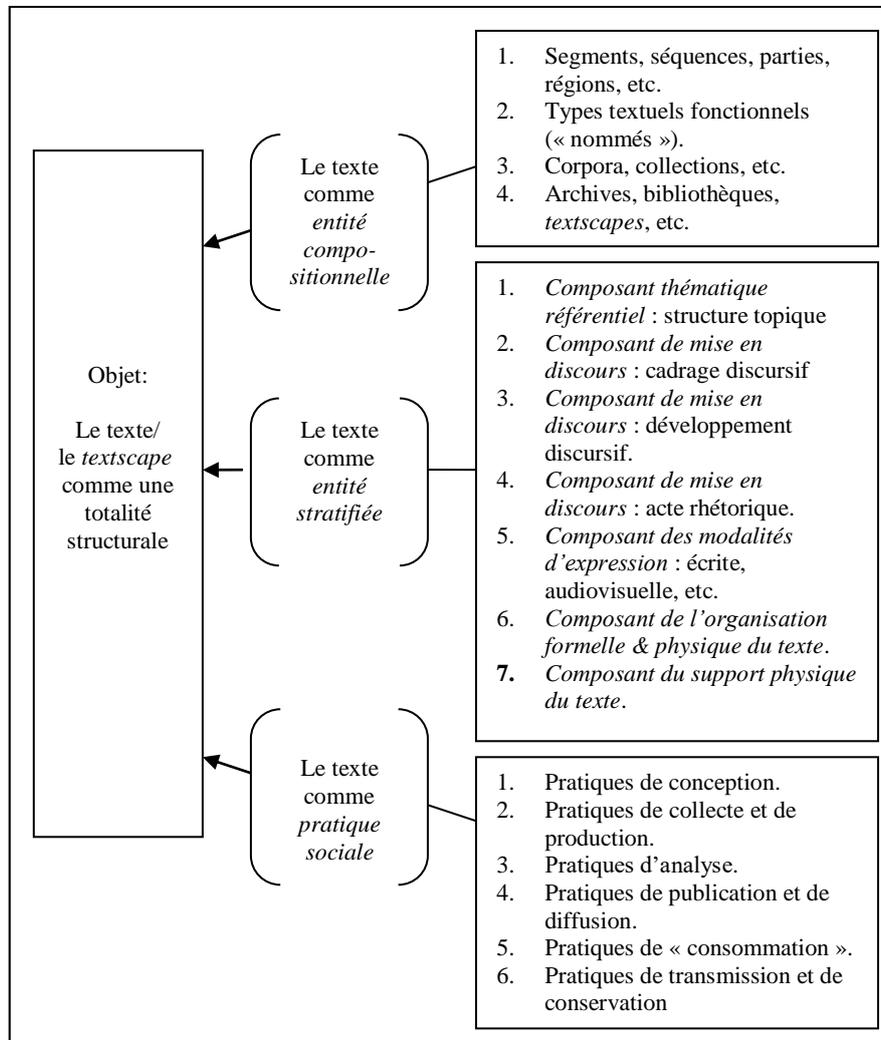 Objet:
Le texte/
le textscape
comme une
totalité
structurale
Le texte
comme
entité
compo-
sitionnelle
1. Segments, séquences, parties,
régions, etc.
2. Types textuels fonctionnels
(« nommés »).
3. Corpora, collections, etc.
4. Archives, bibliothèques,
textscapes, etc.
Le texte
comme
entité
stratifiée
1. Composant thématique
référentiel : structure topique
2. Composant de mise en
discours : cadrage discursif
3. Composant de mise en
discours : développement
discursif.
4. Composant de mise en
discours : acte rhétorique.
5. Composant des modalités
d’expression : écrite,
audiovisuelle, etc.
6. Composant de l’organisation
formelle & physique du texte.
7. Composant du support physique
du texte.
Le texte
comme
pratique
sociale
1. Pratiques de conception.
2. Pratiques de collecte et de
production.
3. Pratiques d’analyse.
4. Pratiques de publication et de
diffusion.
5. Pratiques de « consommation ».
6. Pratiques de transmission et de
conservation